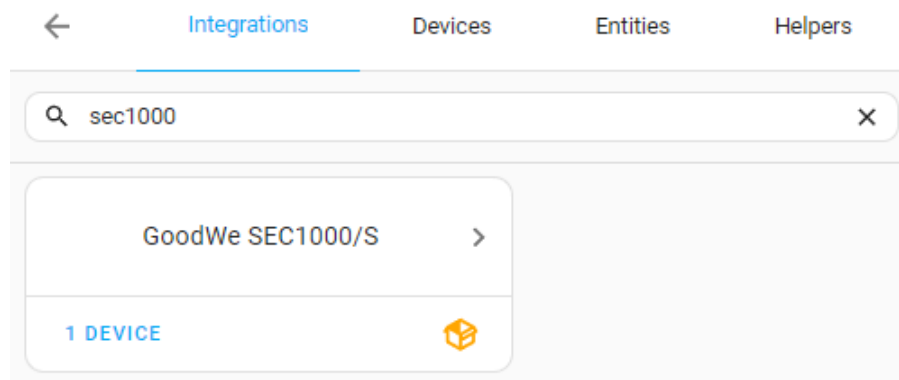 Integrations Devices Entities Helpers
sec1000
GoodWe SEC1000/S
1 DEVICE